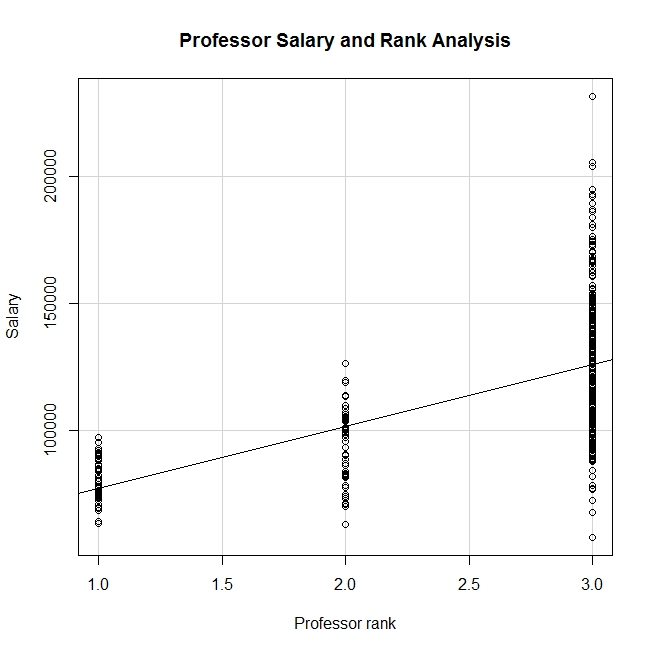 Professor Salary and Rank Analysis
200000
150000
100000
Salary
1.0 1.5 2.0 2.5 3.0
Professor rank